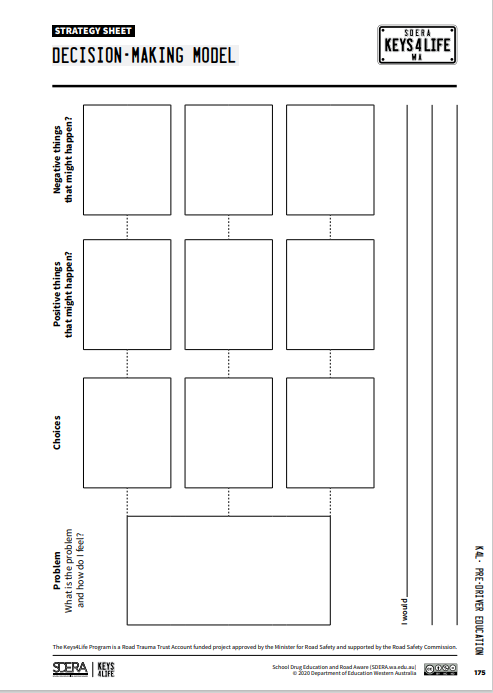 STRATEGY SHEET
DECISION-MAKING MODEL
SDERA
KEYS4LIFE
WA
Negative things
that might happen?
Positive things
that might happen?
Choices
Problem
What is the problem
and how do I feel?
I would
K4L - PRE-DRIVER EDUCATION
The Keys4Life Program is a Road Trauma Trust Account funded project approved by the Minister for Road Safety and supported by the Road Safety Commission.
SDERA
KEYS
4LIFE
School Drug Education and Road Aware (SDERA.wa.edu.au)
© 2020 Department of Education Western Australia
175